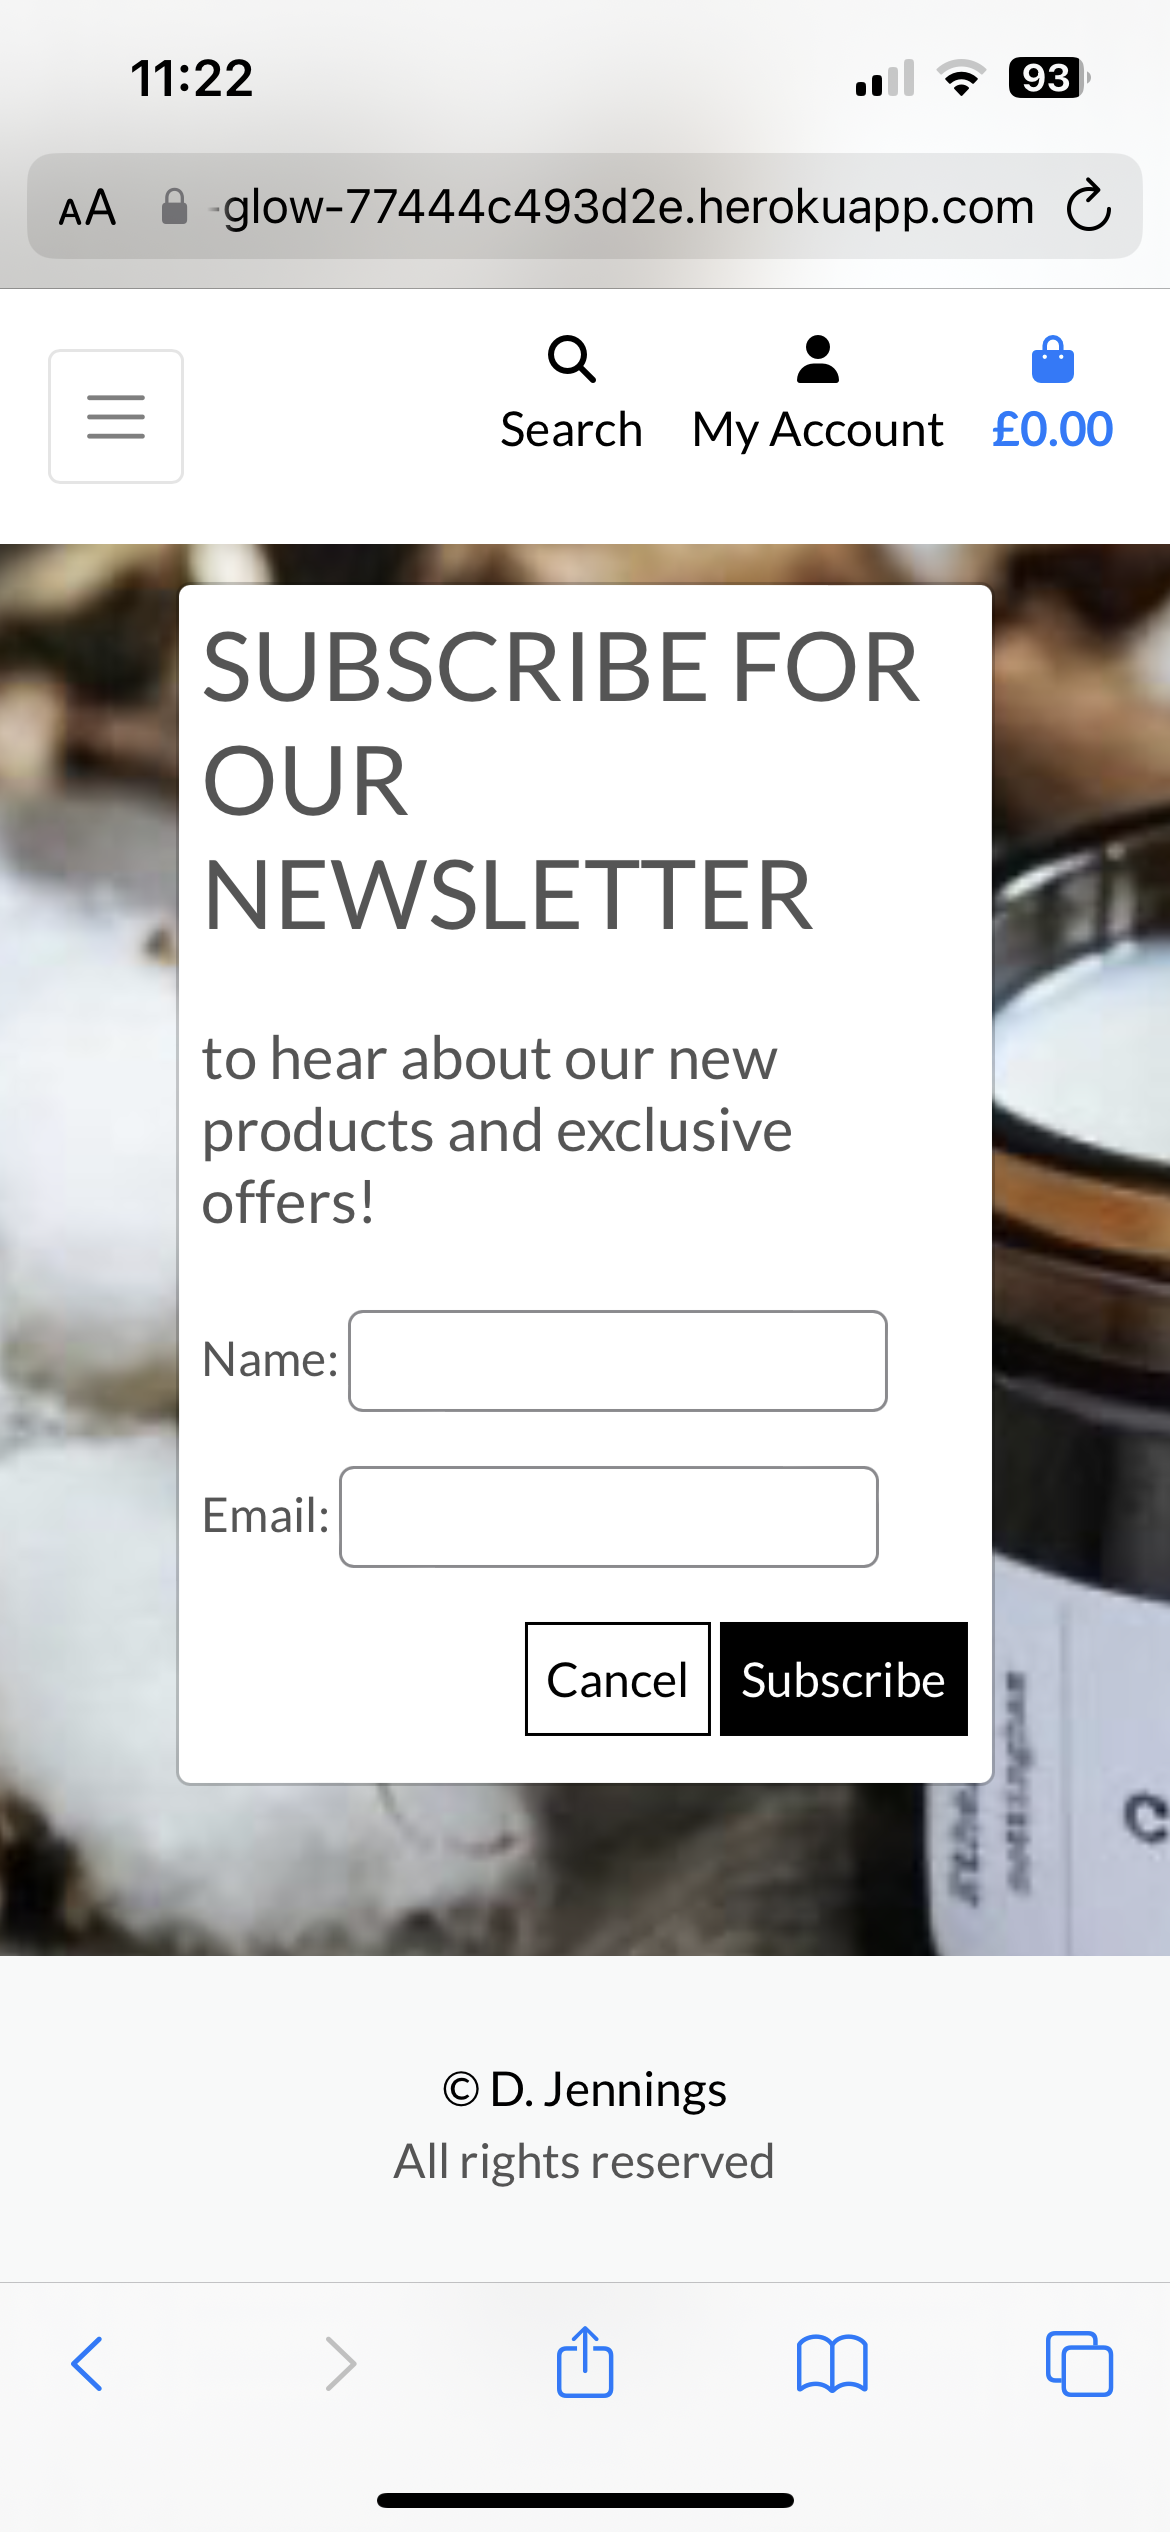 11:22
93
AA -glow-77444c493d2e.herokuapp.com
Search My Account £0.00
SUBSCRIBE FOR
OUR
NEWSLETTER
to hear about our new
products and exclusive
offers!
Name:
Email:
Cancel Subscribe
© D. Jennings
All rights reserved